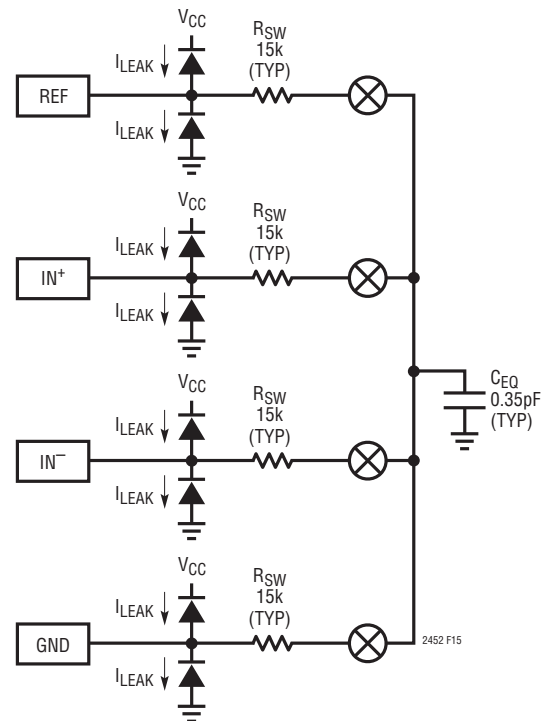 VCC
ILEAK
RSW
15k
(TYP)
REF
ILEAK
VCC
ILEAK
RSW
15k
(TYP)
IN+
ILEAK
CEQ
0.35pF
(TYP)
VCC
ILEAK
RSW
15k
(TYP)
IN−
ILEAK
VCC
ILEAK
RSW
15k
(TYP)
GND
ILEAK
2452 F15